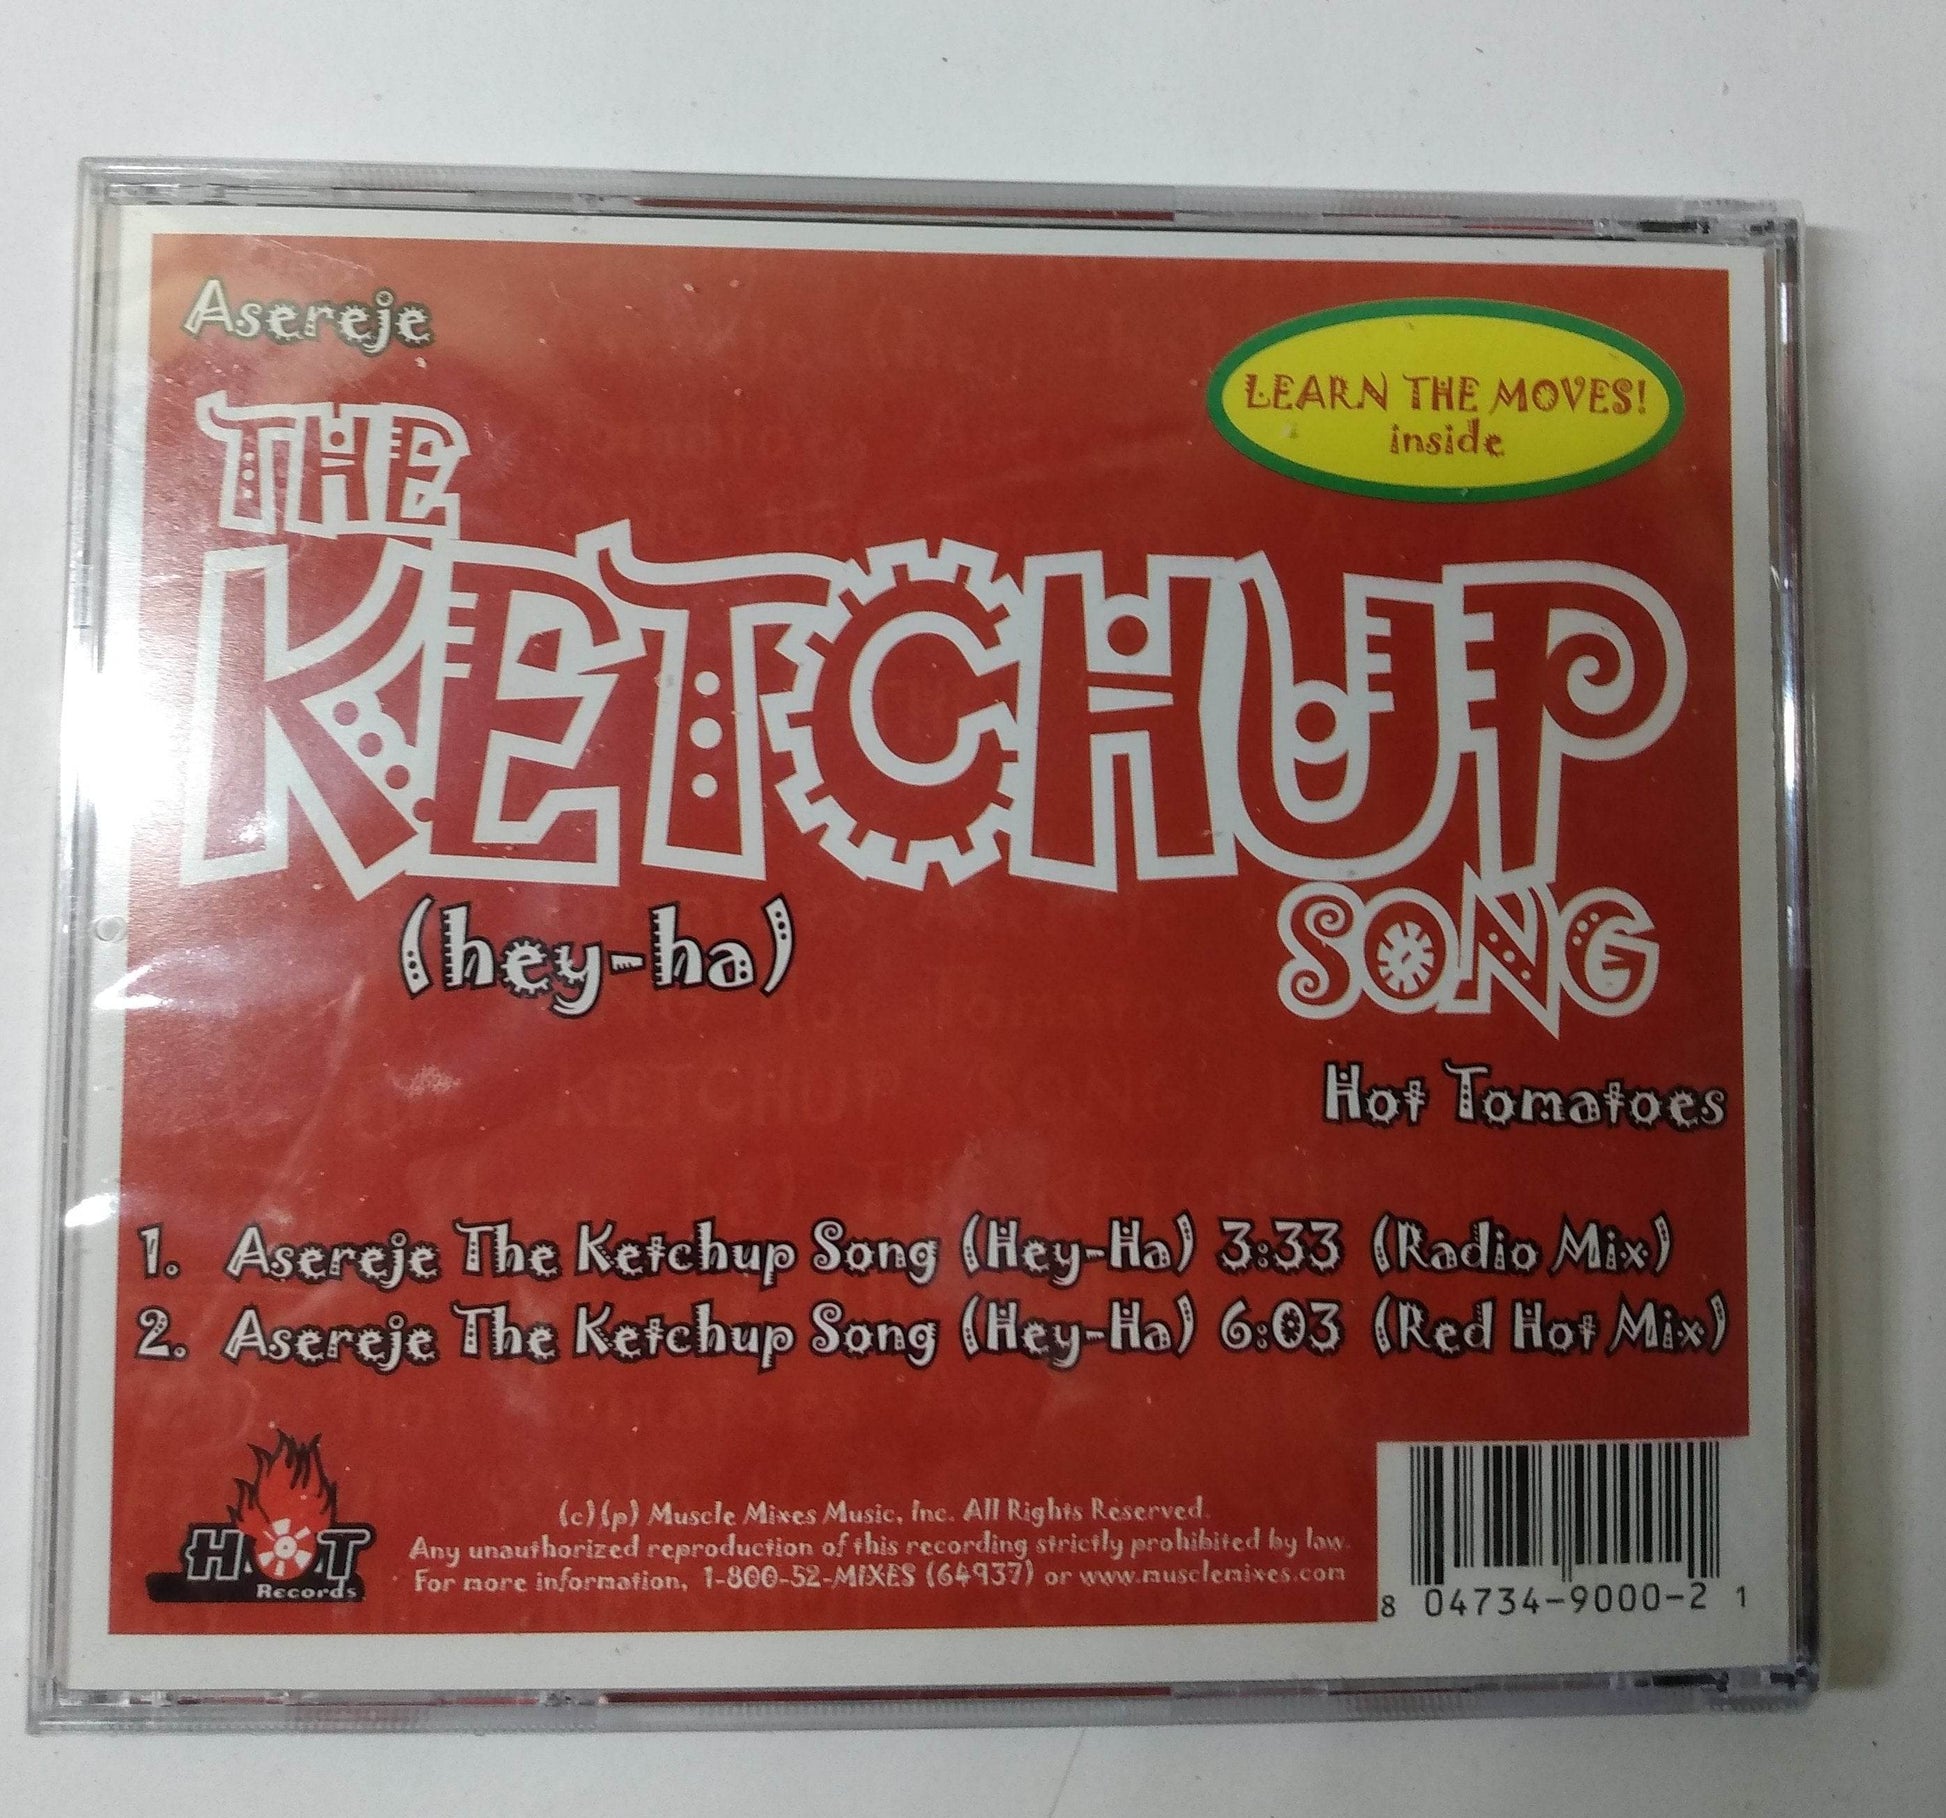 Asereje
LEARN THE MOVES!
inside
THE
KETCHUP
SONG
(hey-ha)
Hot Tomatoes
1. Asereje The Ketchup Song (Hey-Ha) 3:33 (Radio Mix)
2. Asereje The Ketchup Song (Hey-Ha) 6:03 (Red Hot Mix)
HOT
Records
(c)(p) Muscle Mixes Music, Inc. All Rights Reserved.
Any unauthorized reproduction of this recording strictly prohibited by law.
For more information, 1-800-52-MIXES (64937) or www.musclemixes.com
8 04734-9000-2 1